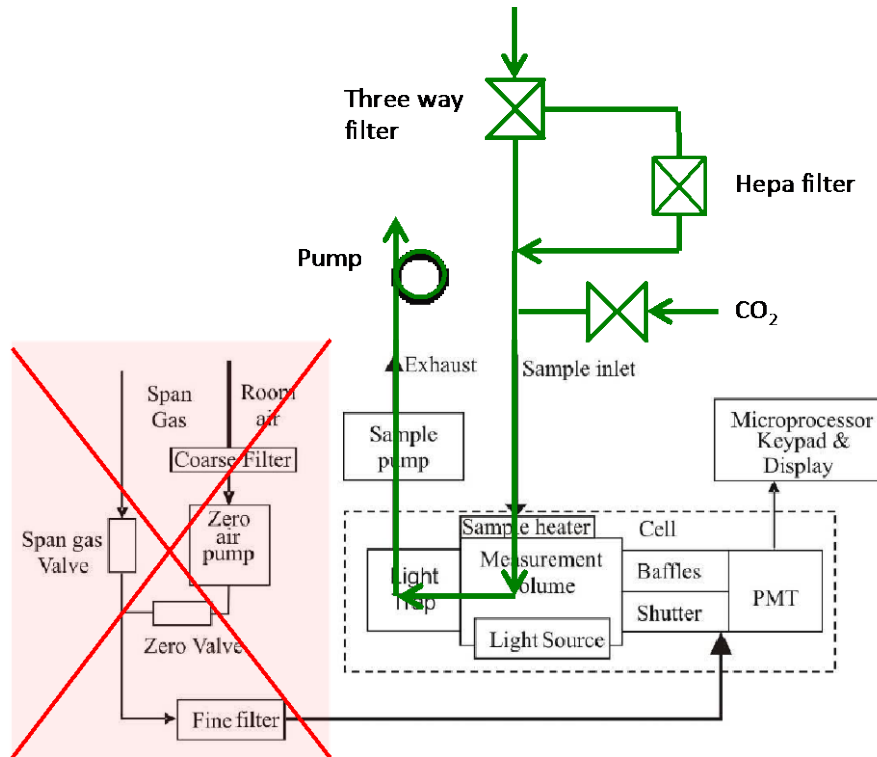 Three way
filter
Hepa filter
Pump
CO₂
Exhaust
Sample inlet
Span
Gas
Room
air
Coarse Filter
Sample
pump
Microprocessor
Keypad &
Display
Span gas
Valve
Zero
air
pump
Zero Valve
Fine filter
Sample heater
Cell
Light
Trap
Measurement
volume
Baffles
Shutter
PMT
Light Source